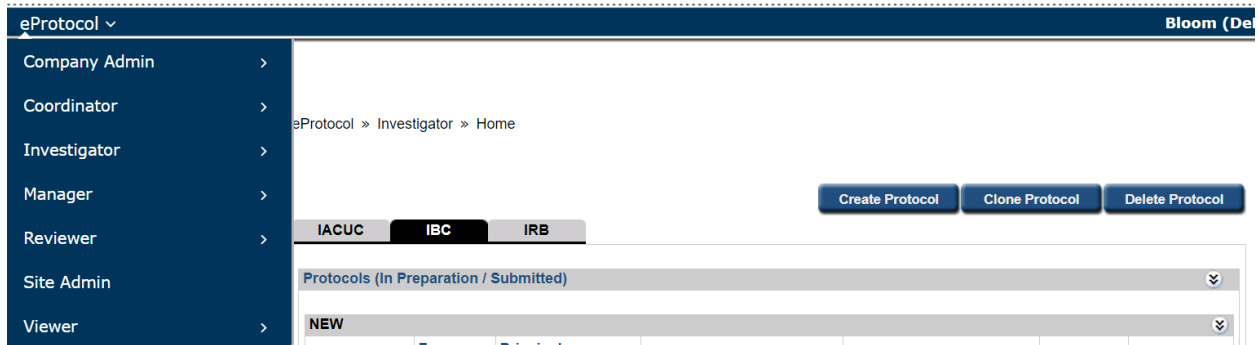 eProtocol
Bloom (Del
Company Admin
Coordinator
Investigator
Manager
Reviewer
Site Admin
Viewer
eProtocol » Investigator » Home
Create Protocol Clone Protocol Delete Protocol
IACUC IBC IRB
Protocols (In Preparation / Submitted)
NEW